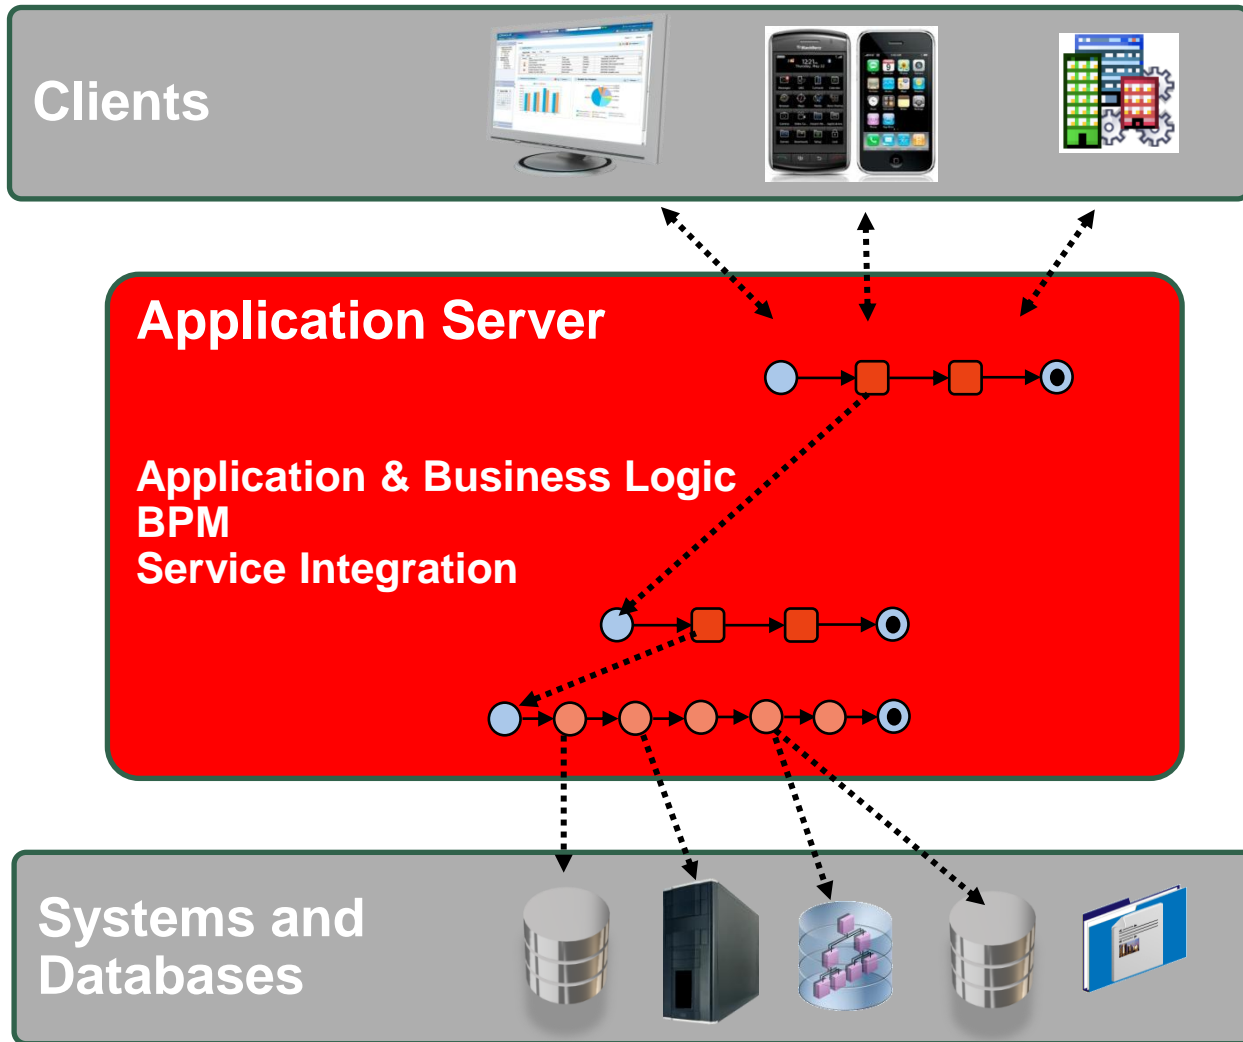 Clients
Application Server
Application & Business Logic
BPM
Service Integration
Systems and
Databases